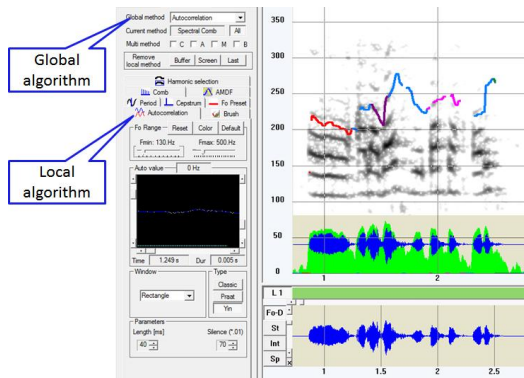 Global algorithm
Local algorithm
Global method Autocorrelation
Current method Spectral Comb All
Multi method C A M B
Remove local method Buffer Screen Last
Harmonic selection
Comb AMDF
Period Cepstrum Fo Preset
Autocorrelation Brush
Fo Range Reset Color Default
Fmin: 130.Hz Fmax: 500.Hz
Auto value 0 Hz
Time 1.249 s Dur 0.005 s
Window Type
Rectangle Classic
Praat
Yin
Parameters
Length [ms] Silence (*.01)
40 70
350
300
250
200
150
100
50
0
1 2
L 1
Fo-D
St
Int
Sp
1 1.5 2 2.5